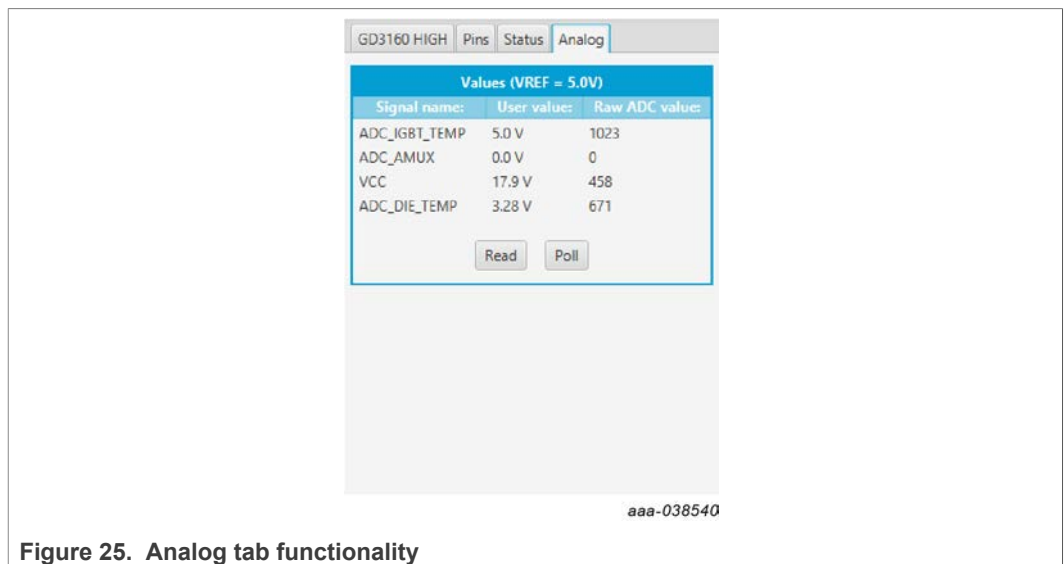 GD3160 HIGH Pins Status Analog
Values (VREF = 5.0V)
Signal name: User value: Raw ADC value:
ADC_IGBT_TEMP 5.0 V 1023
ADC_AMUX 0.0 V 0
VCC 17.9 V 458
ADC_DIE_TEMP 3.28 V 671
Read Poll
aaa-038540
Figure 25. Analog tab functionality